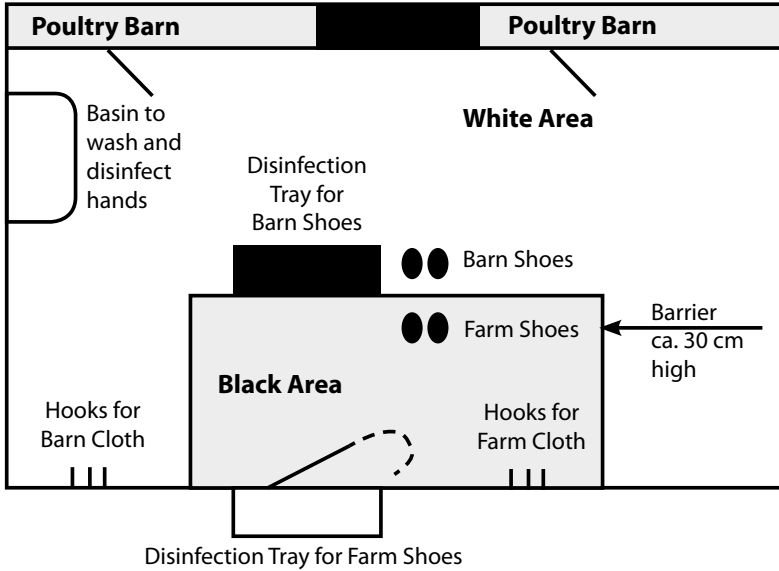 Poultry Barn
Poultry Barn
Basin to
wash and
disinfect
hands
White Area
Disinfection
Tray for
Barn Shoes
Barn Shoes
Farm Shoes
Barrier
ca. 30 cm
high
Black Area
Hooks for
Barn Cloth
Hooks for
Farm Cloth
Disinfection Tray for Farm Shoes